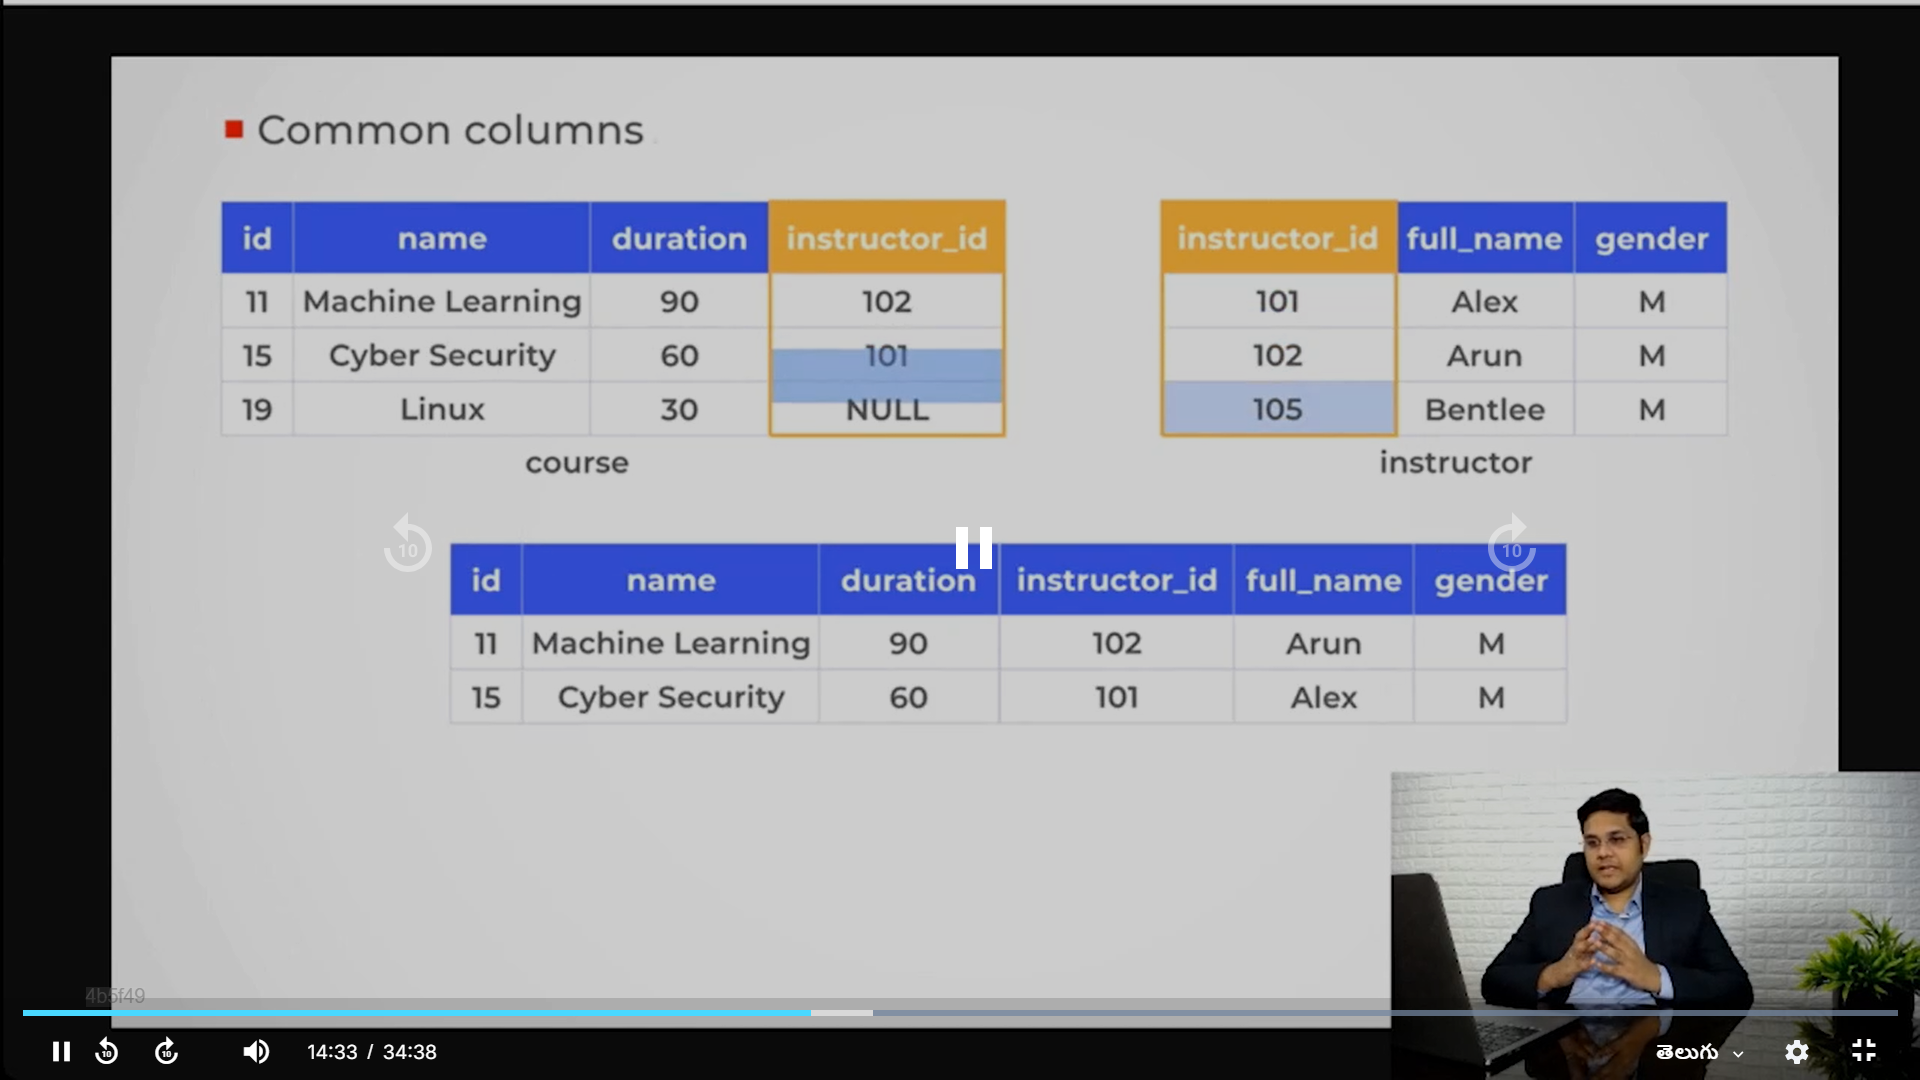 Common columns
id name duration instructor_id
11 Machine Learning 90 102
15 Cyber Security 60 101
19 Linux 30 NULL
course
instructor_id full_name gender
101 Alex M
102 Arun M
105 Bentlee M
instructor
10
10
id name duration instructor_id full_name gender
11 Machine Learning 90 102 Arun M
15 Cyber Security 60 101 Alex M
4b5f49
10 10 14:33 / 34:38 తెలుగు